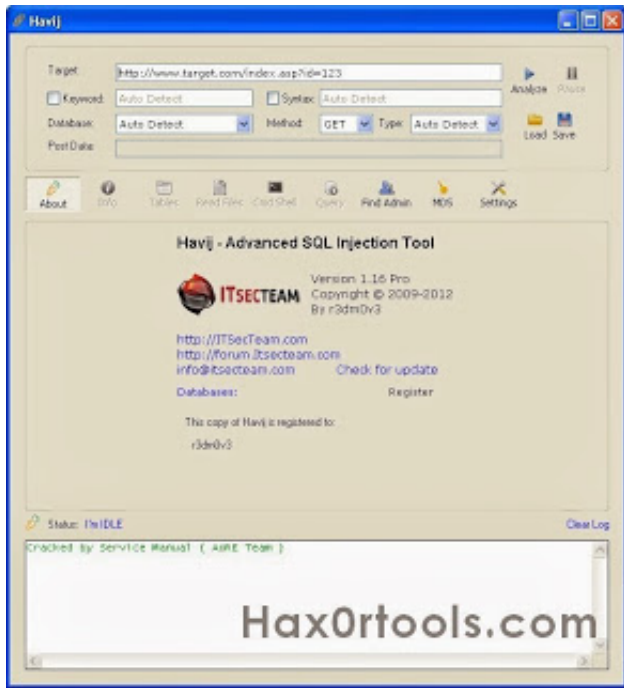 Havij
Target: http://www.target.com/index.asp?id=123
Analyze Pause
Keyword: Auto Detect Syntax: Auto Detect
Database: Auto Detect Method: GET Type: Auto Detect
Load Save
Post Data:
About Info Tables Read Files Cmd Shell Query Find Admin MD5 Settings
Havij - Advanced SQL Injection Tool
ITSECTEAM
Version 1.16 Pro
Copyright © 2009-2012
By r3dm0v3
http://ITSecTeam.com
http://forum.itsecteam.com
info@itsecteam.com Check for update
Databases: Register
This copy of Havij is registered to:
r3dm0v3
Status: I'm IDLE Clear Log
Cracked by Service Manual ( AoRE Team )
Hax0rtools.com